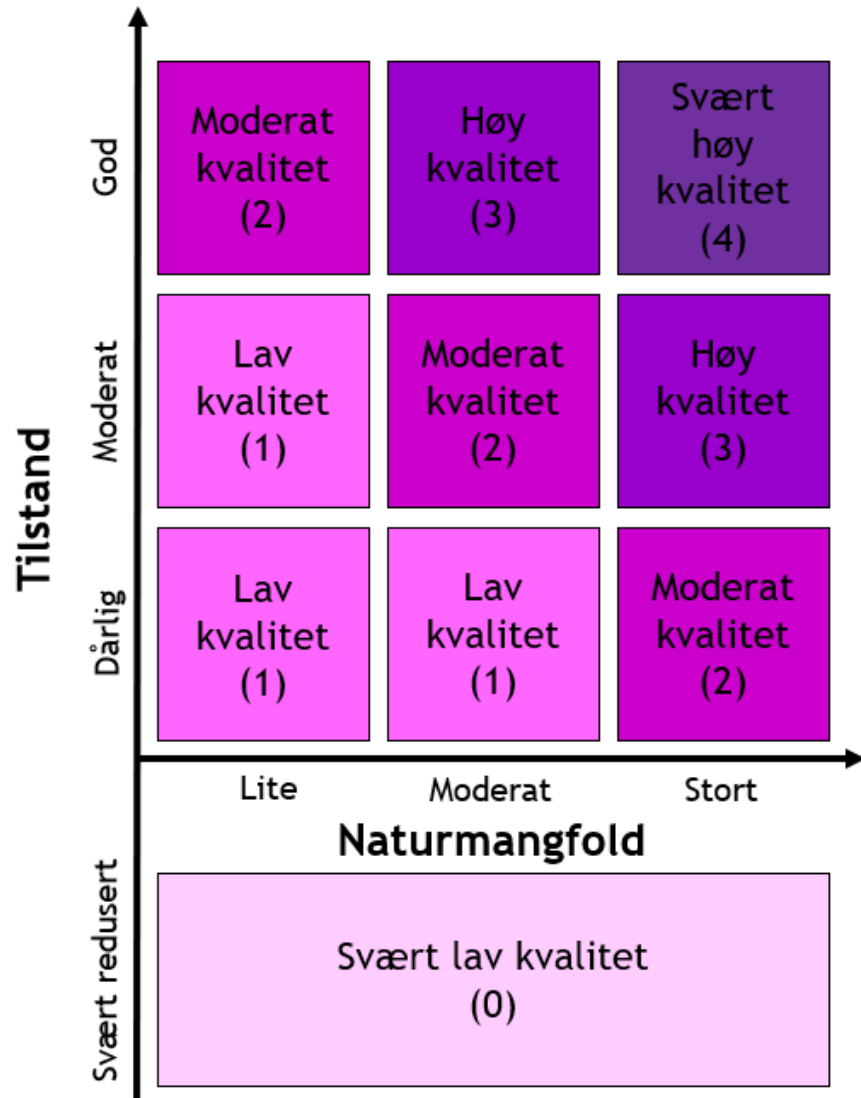 Tilstand
God
Moderat
kvalitet
(2)
Høy
kvalitet
(3)
Svært
høy
kvalitet
(4)
Moderat
Lav
kvalitet
(1)
Moderat
kvalitet
(2)
Høy
kvalitet
(3)
Dårlig
Lav
kvalitet
(1)
Lav
kvalitet
(1)
Moderat
kvalitet
(2)
Lite
Moderat
Stort
Naturmangfold
Svært redusert
Svært lav kvalitet
(0)